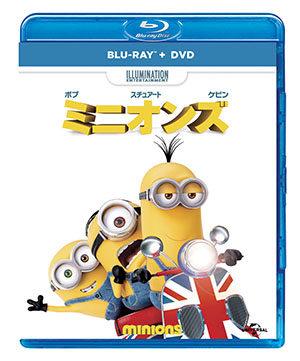 Blu-ray Disc
BLU-RAY + DVD
ILLUMINATION
ENTERTAINMENT
ボブ スチュアート ケビン
ミニオンズ
minions
UNIVERSAL